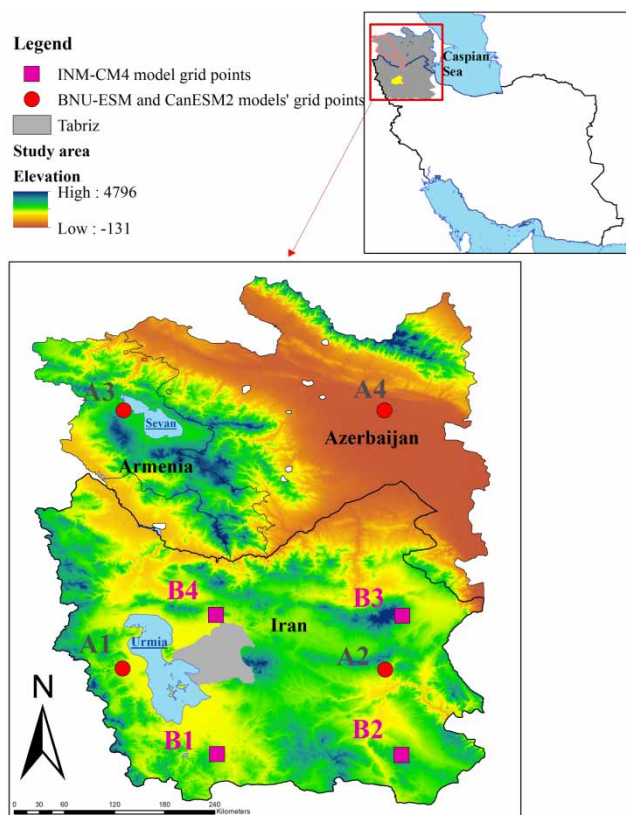 Legend
INM-CM4 model grid points
BNU-ESM and CanESM2 models' grid points
Tabriz
Study area
Elevation
High : 4796
Low : -131
Caspian
Sea
A3
A4
Sevan
Azerbaijan
Armenia
B4
B3
Iran
Urmia
A1
A2
N
B1
B2
0 30 60 120 180 240
Kilometers